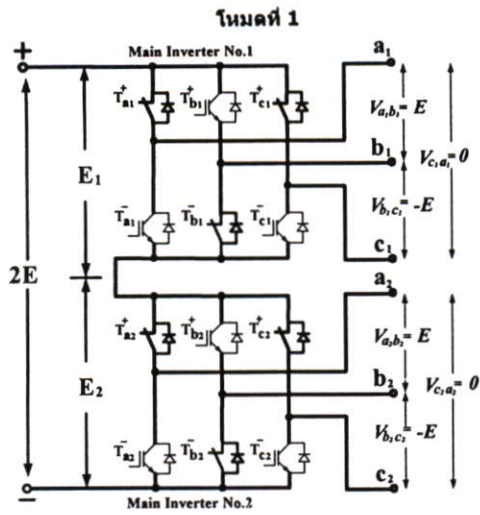 โหมดที่ 1
Main Inverter No.1
+
a₁
T⁺a1
T⁺b1
T⁺c1
Va₁b₁= E
E₁
b₁
Vc₁a₁= 0
T⁻a1
T⁻b1
T⁻c1
Vb₁c₁= -E
c₁
2E
a₂
T⁺a2
T⁺b2
T⁺c2
Va₂b₂= E
E₂
b₂
Vc₂a₂= 0
T⁻a2
T⁻b2
T⁻c2
Vb₂c₂= -E
c₂
−
Main Inverter No.2